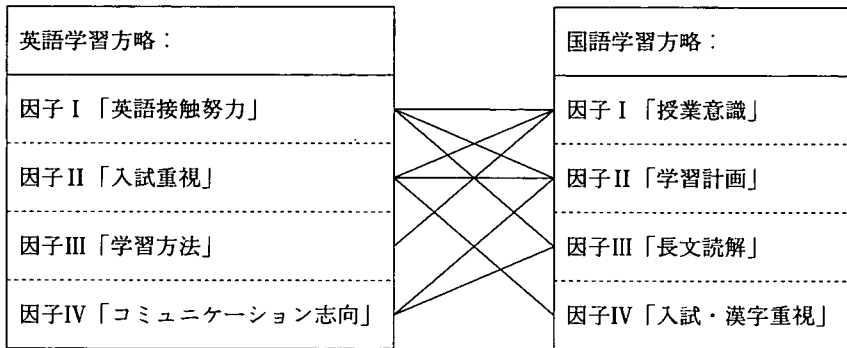 英語学習方略：
因子Ⅰ「英語接触努力」
因子Ⅱ「入試重視」
因子Ⅲ「学習方法」
因子Ⅳ「コミュニケーション志向」
国語学習方略：
因子Ⅰ「授業意識」
因子Ⅱ「学習計画」
因子Ⅲ「長文読解」
因子Ⅳ「入試・漢字重視」